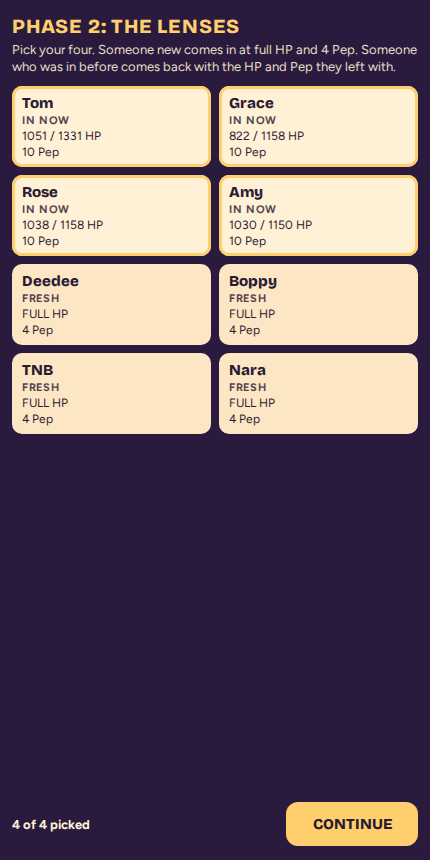 PHASE 2: THE LENSES
Pick your four. Someone new comes in at full HP and 4 Pep. Someone
who was in before comes back with the HP and Pep they left with.
Tom
IN NOW
1051 / 1331 HP
10 Pep
Grace
IN NOW
822 / 1158 HP
10 Pep
Rose
IN NOW
1038 / 1158 HP
10 Pep
Amy
IN NOW
1030 / 1150 HP
10 Pep
Deedee
FRESH
FULL HP
4 Pep
Boppy
FRESH
FULL HP
4 Pep
TNB
FRESH
FULL HP
4 Pep
Nara
FRESH
FULL HP
4 Pep
4 of 4 picked
CONTINUE